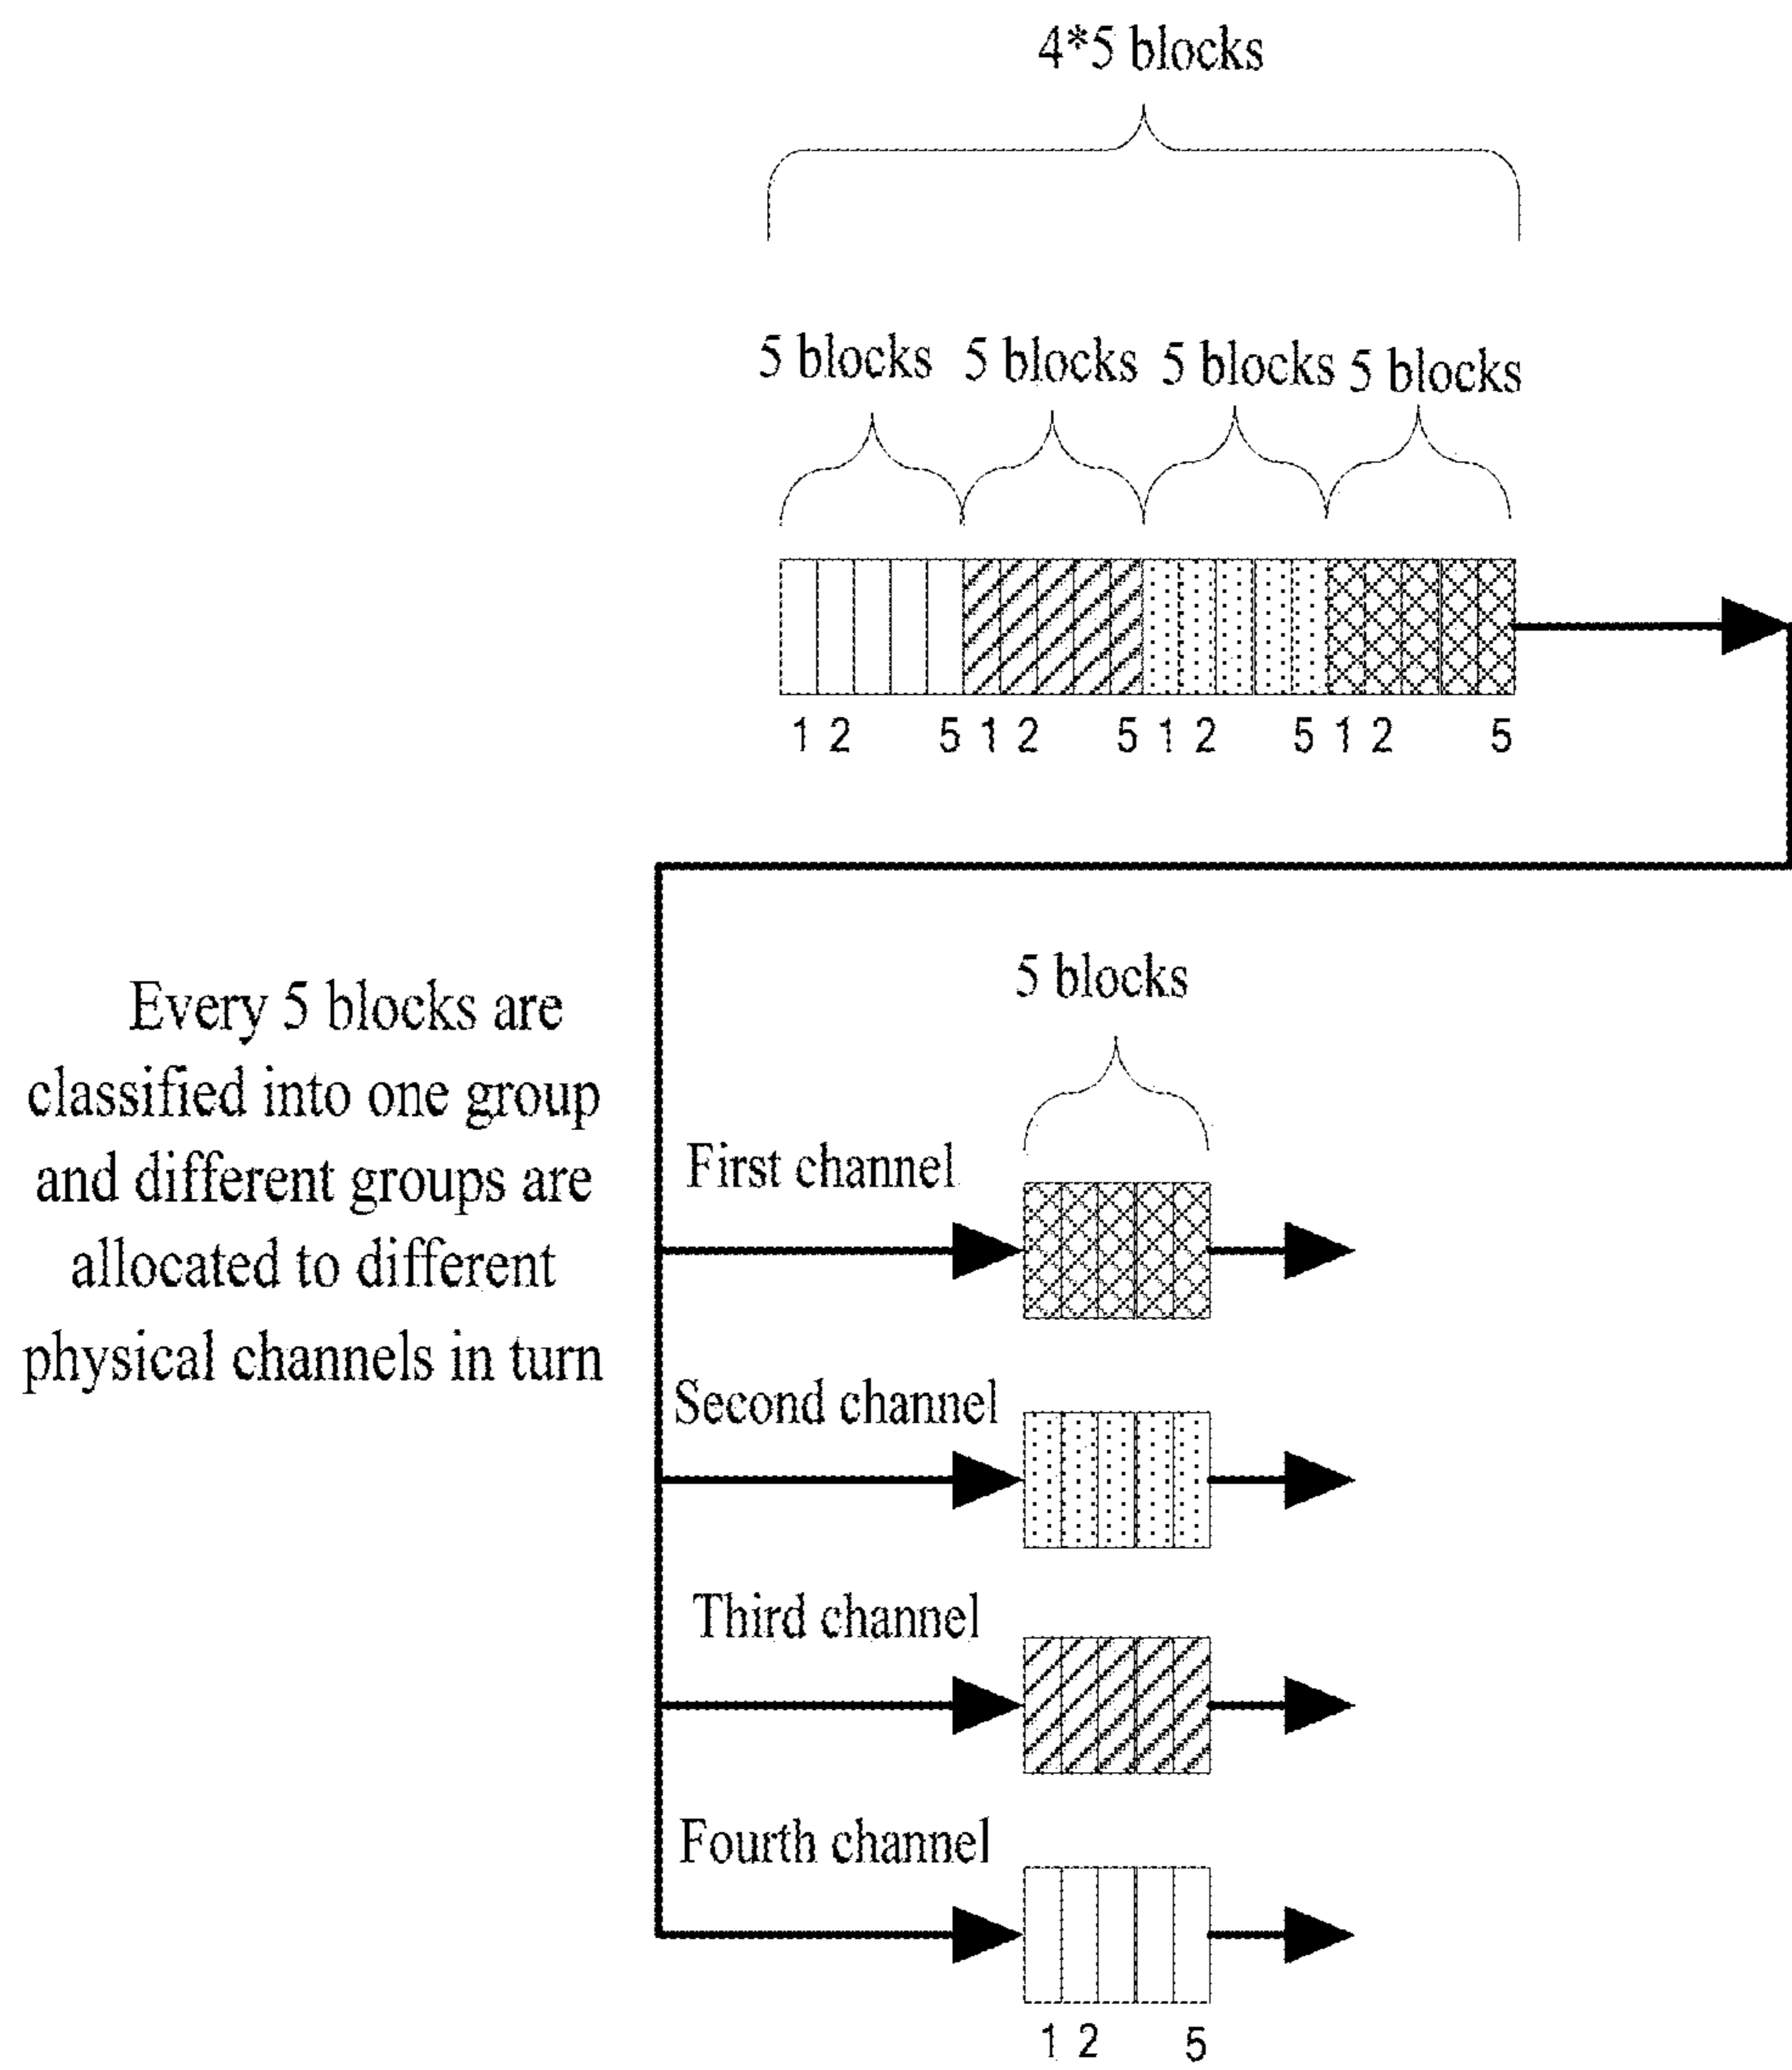 4*5 blocks
5 blocks 5 blocks 5 blocks 5 blocks
1 2 5 1 2 5 1 2 5 1 2 5
5 blocks
Every 5 blocks are
classified into one group
and different groups are
allocated to different
physical channels in turn
First channel
Second channel
Third channel
Fourth channel
1 2 5